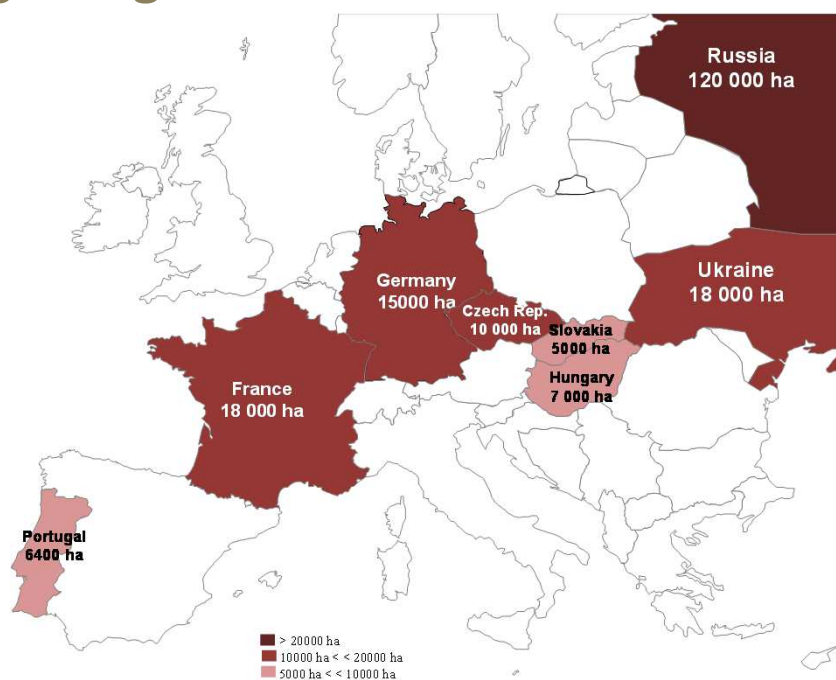 Russia
120 000 ha
Ukraine
18 000 ha
Germany
15000 ha
Czech Rep.
10 000 ha
Slovakia
5000 ha
Hungary
7 000 ha
France
18 000 ha
Portugal
6400 ha
> 20000 ha
10000 ha < < 20000 ha
5000 ha < < 10000 ha